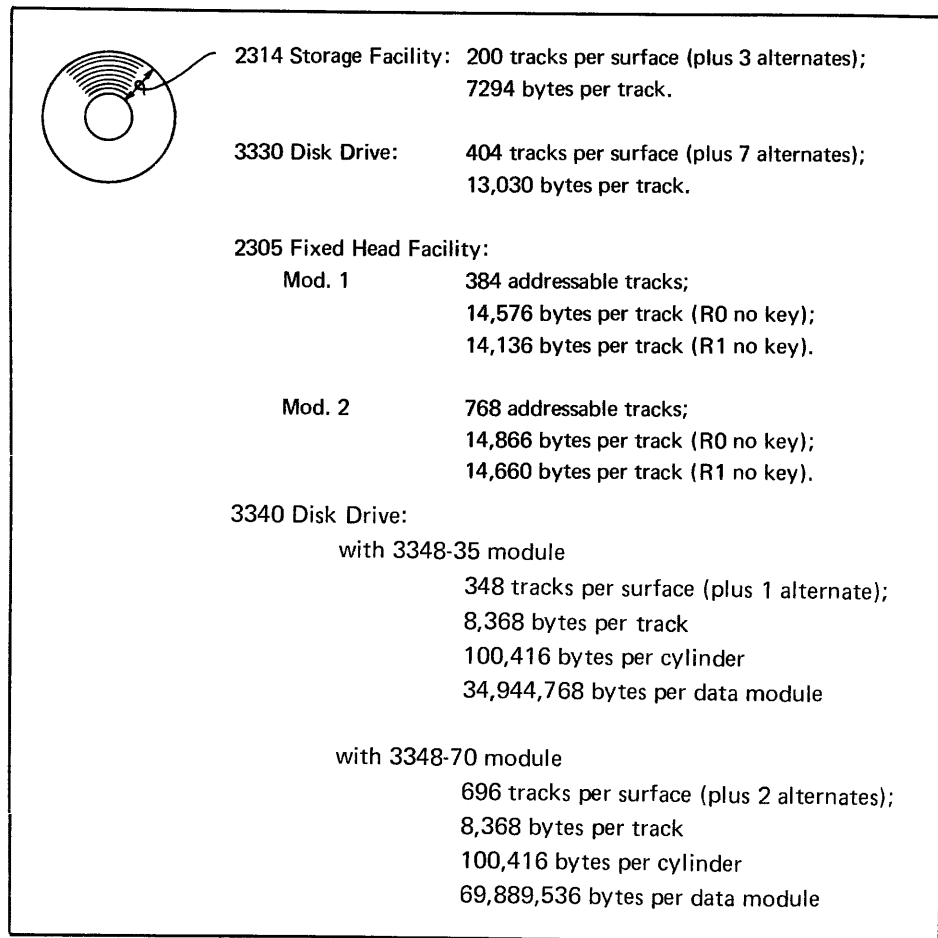 2314 Storage Facility: 200 tracks per surface (plus 3 alternates);
7294 bytes per track.
3330 Disk Drive: 404 tracks per surface (plus 7 alternates);
13,030 bytes per track.
2305 Fixed Head Facility:
Mod. 1 384 addressable tracks;
14,576 bytes per track (R0 no key);
14,136 bytes per track (R1 no key).
Mod. 2 768 addressable tracks;
14,866 bytes per track (R0 no key);
14,660 bytes per track (R1 no key).
3340 Disk Drive:
with 3348-35 module
348 tracks per surface (plus 1 alternate);
8,368 bytes per track
100,416 bytes per cylinder
34,944,768 bytes per data module
with 3348-70 module
696 tracks per surface (plus 2 alternates);
8,368 bytes per track
100,416 bytes per cylinder
69,889,536 bytes per data module